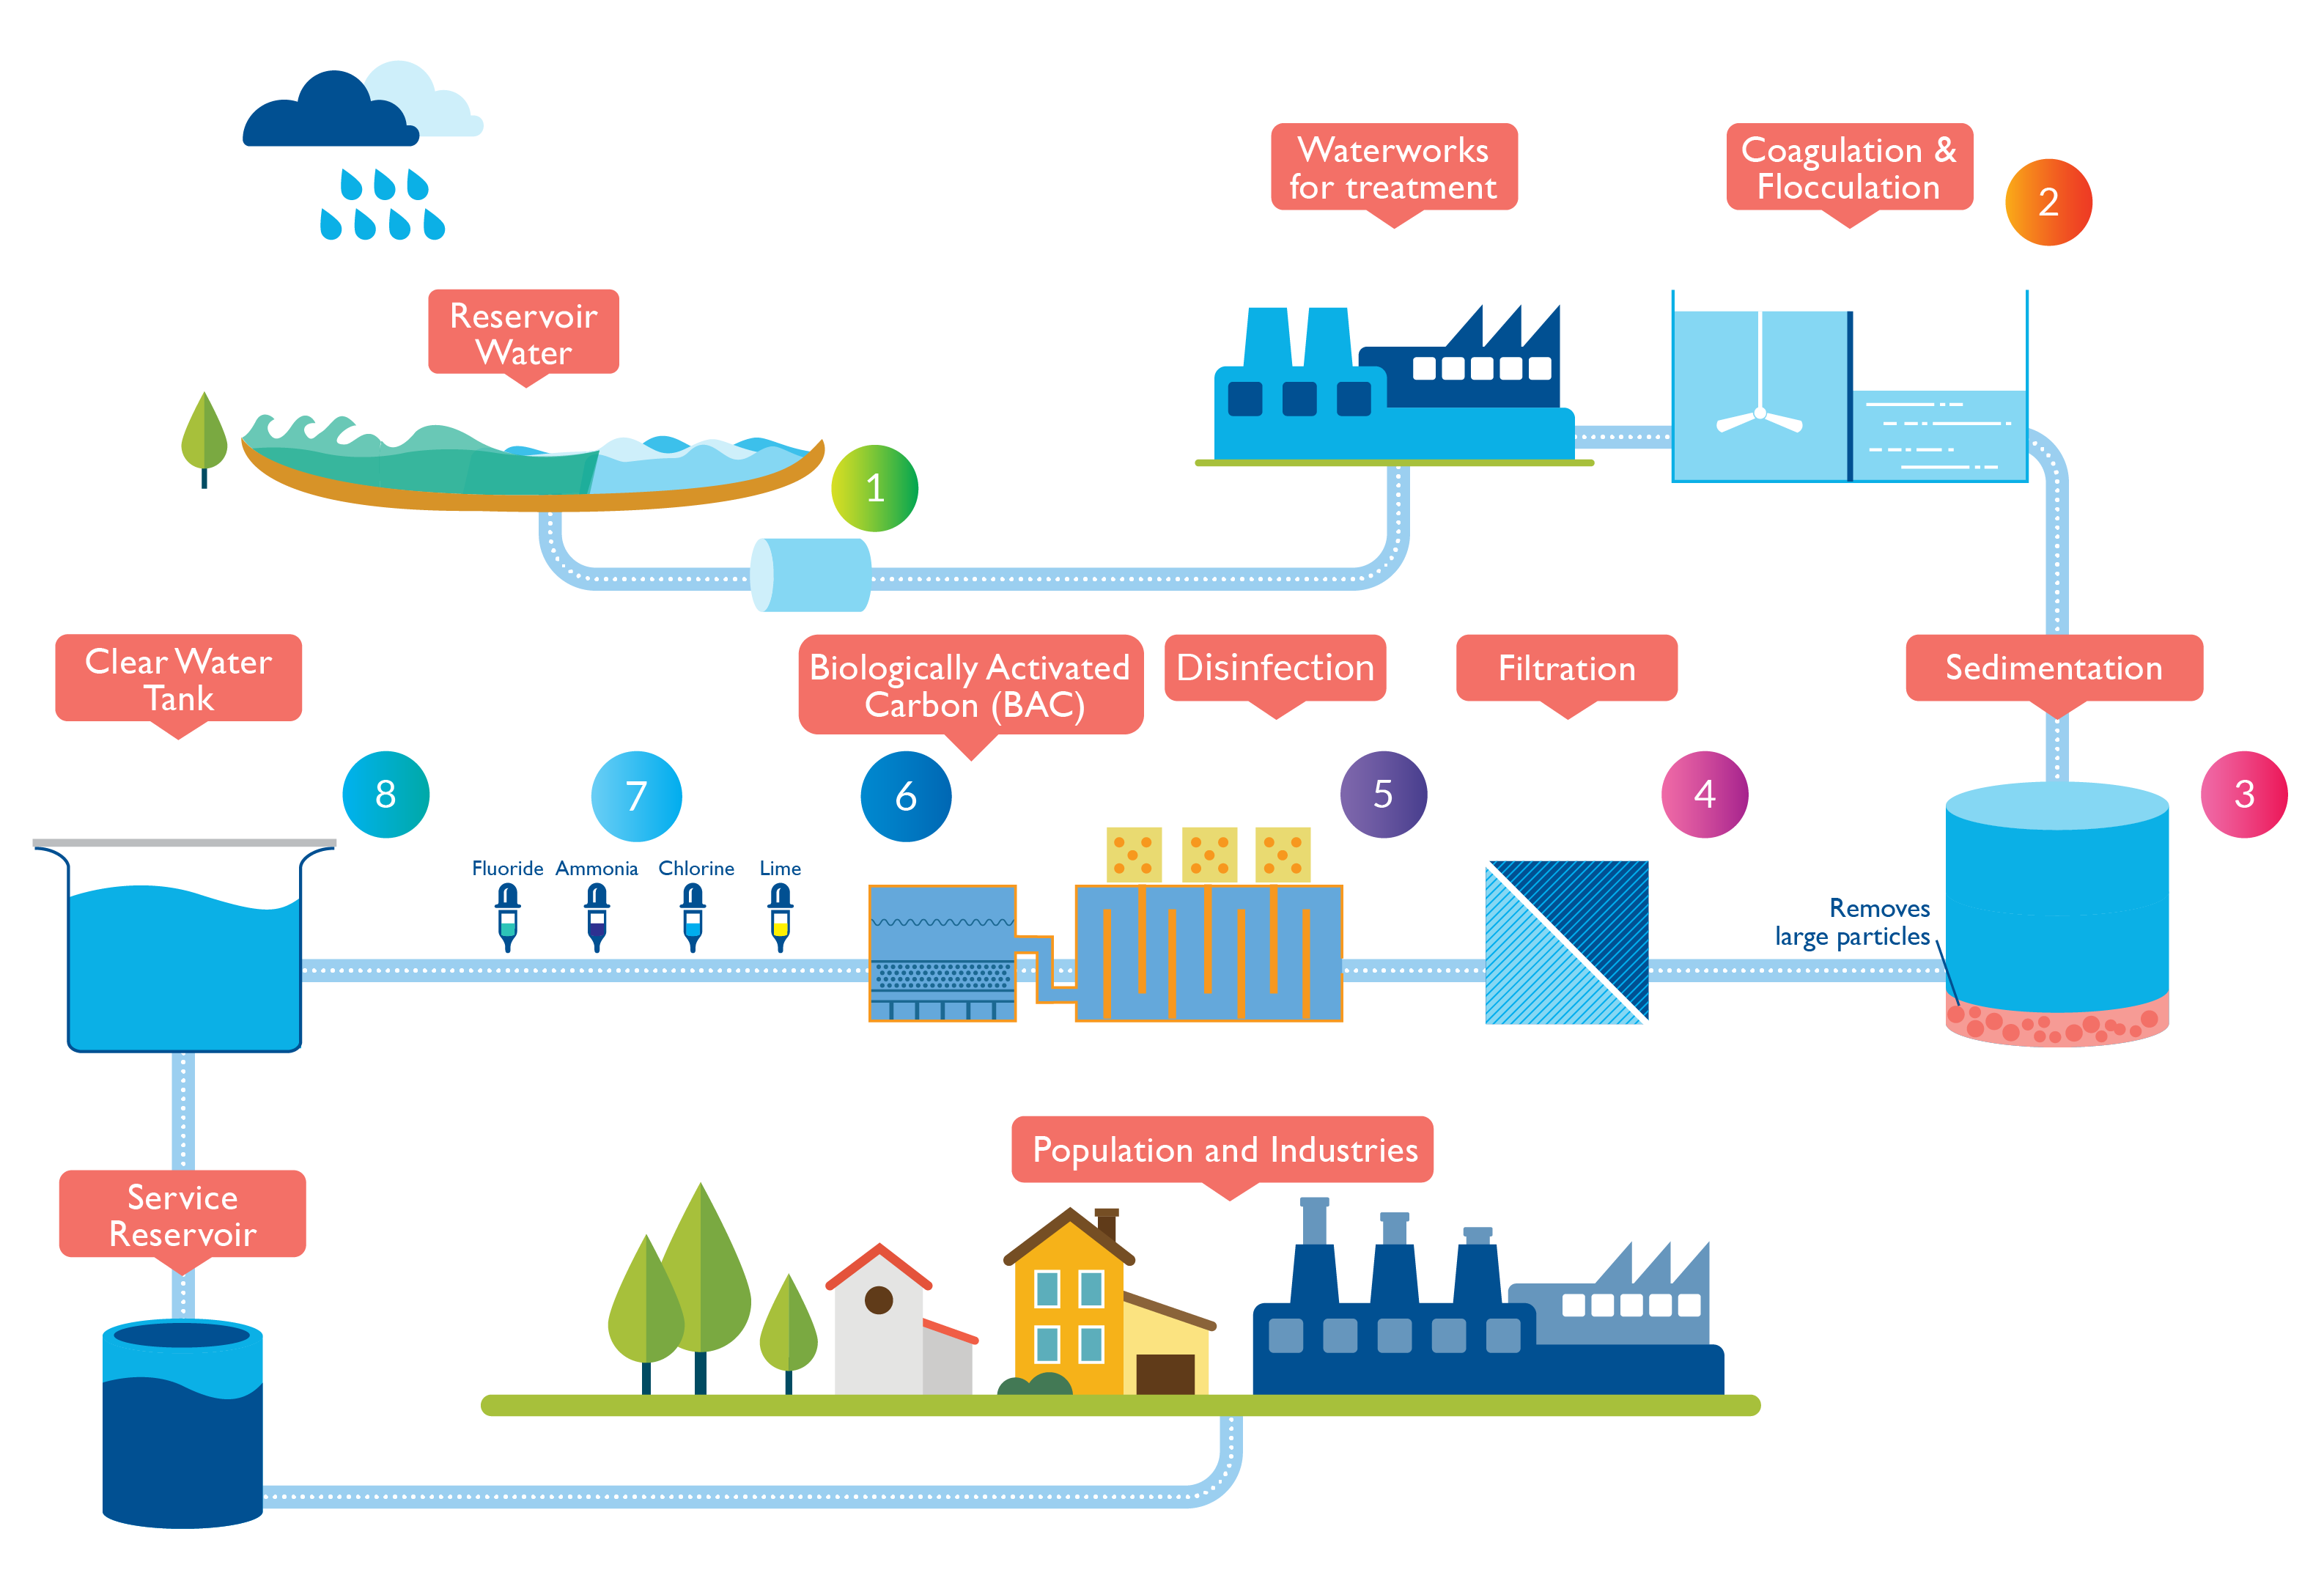 Waterworks
for treatment
Coagulation &
Flocculation
2
Reservoir
Water
1
Clear Water
Tank
Biologically Activated
Carbon (BAC)
Disinfection
Filtration
Sedimentation
8
7
6
5
4
3
Fluoride
Ammonia
Chlorine
Lime
Removes
large particles
Population and Industries
Service
Reservoir